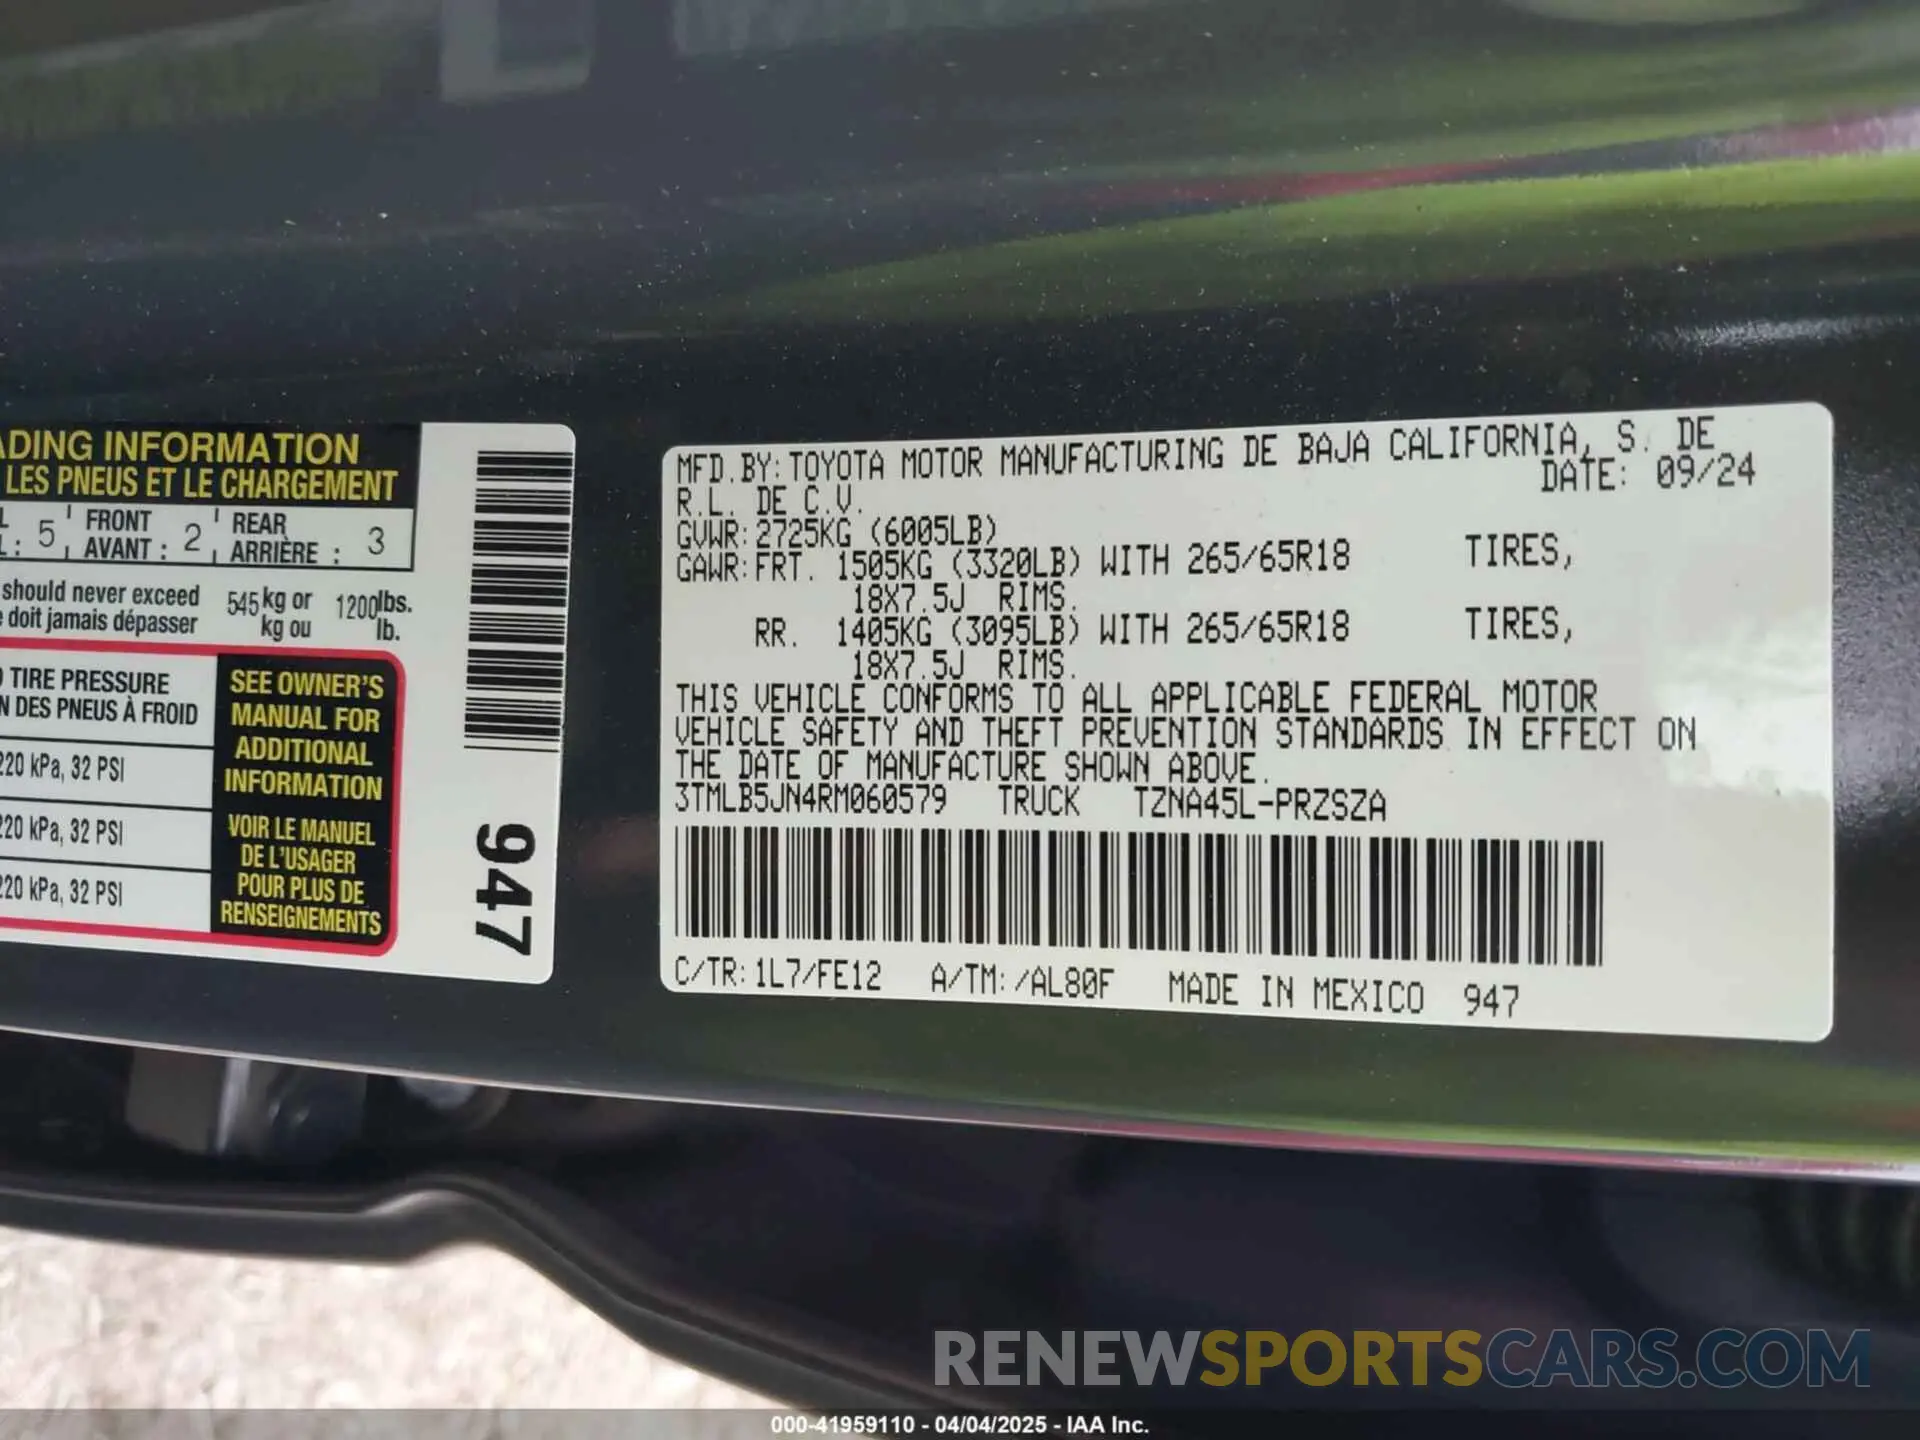 ADING INFORMATION
LES PNEUS ET LE CHARGEMENT
L: 5 FRONT AVANT : 2 REAR ARRIÈRE : 3
should never exceed 545 kg or 1200 lbs.
doit jamais dépasser kg ou lb.
TIRE PRESSURE
N DES PNEUS À FROID
220 kPa, 32 PSI
220 kPa, 32 PSI
220 kPa, 32 PSI
SEE OWNER'S
MANUAL FOR
ADDITIONAL
INFORMATION
VOIR LE MANUEL
DE L'USAGER
POUR PLUS DE
RENSEIGNEMENTS
947
MFD.BY:TOYOTA MOTOR MANUFACTURING DE BAJA CALIFORNIA, S. DE
R.L. DE C.V. DATE: 09/24
GVWR:2725KG (6005LB)
GAWR:FRT. 1505KG (3320LB) WITH 265/65R18 TIRES,
18X7.5J RIMS.
RR. 1405KG (3095LB) WITH 265/65R18 TIRES,
18X7.5J RIMS.
THIS VEHICLE CONFORMS TO ALL APPLICABLE FEDERAL MOTOR
VEHICLE SAFETY AND THEFT PREVENTION STANDARDS IN EFFECT ON
THE DATE OF MANUFACTURE SHOWN ABOVE.
3TMLB5JN4RM060579 TRUCK TZNA45L-PRZSZA
C/TR:1L7/FE12 A/TM:/AL80F MADE IN MEXICO 947
RENEWSPORTSCARS.COM
000-41959110 - 04/04/2025 - IAA Inc.